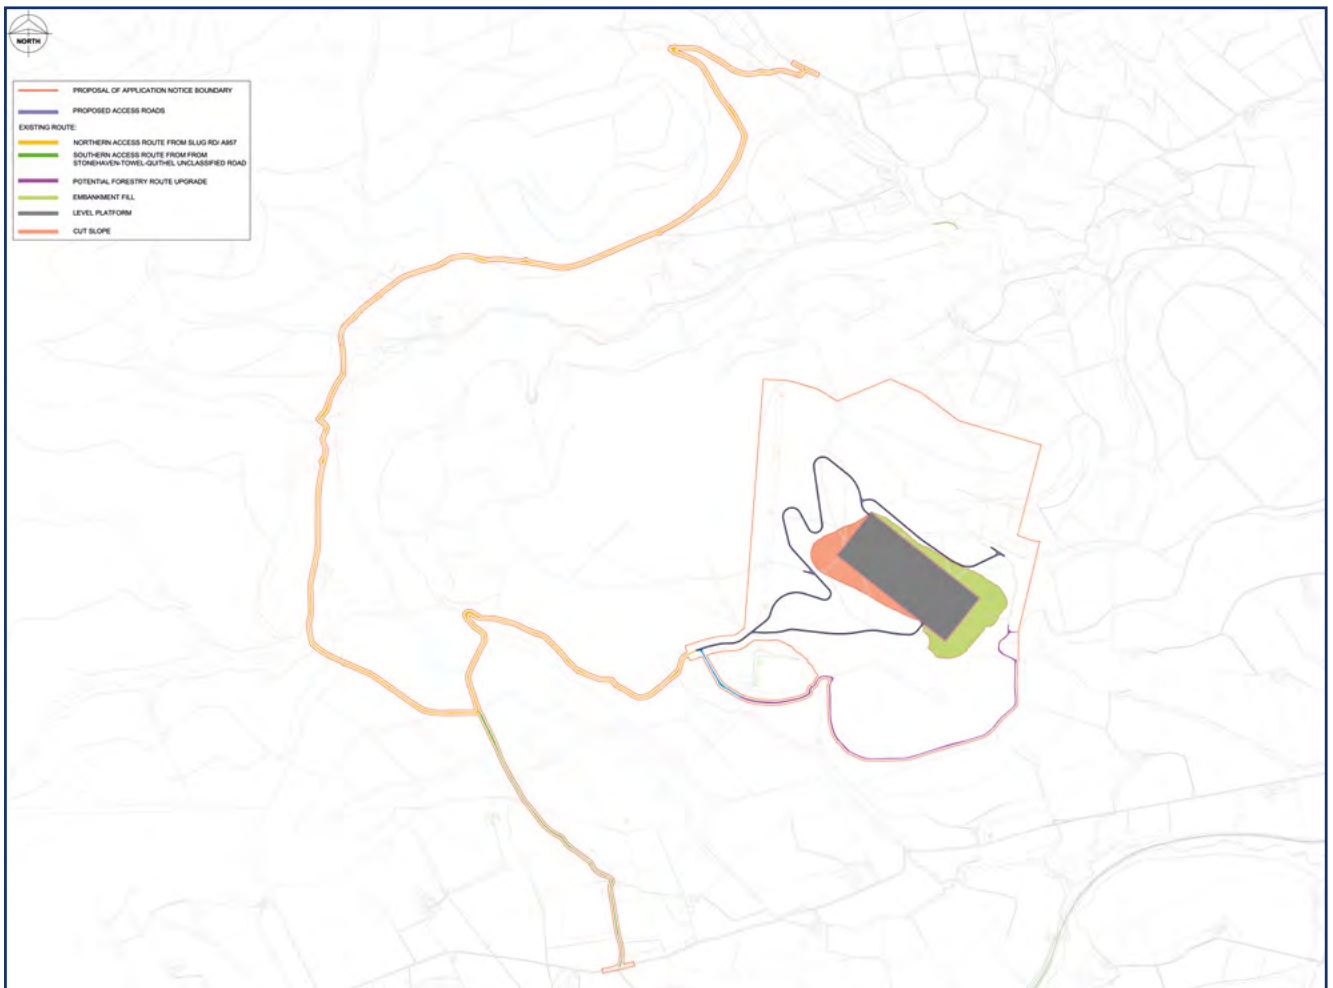 NORTH
PROPOSAL OF APPLICATION NOTICE BOUNDARY
PROPOSED ACCESS ROADS
EXISTING ROUTE:
NORTHERN ACCESS ROUTE FROM SLUG RD/ A957
SOUTHERN ACCESS ROUTE FROM FROM
STONEHAVEN-TOWEL-QUITHEL UNCLASSIFIED ROAD
POTENTIAL FORESTRY ROUTE UPGRADE
EMBANKMENT FILL
LEVEL PLATFORM
CUT SLOPE